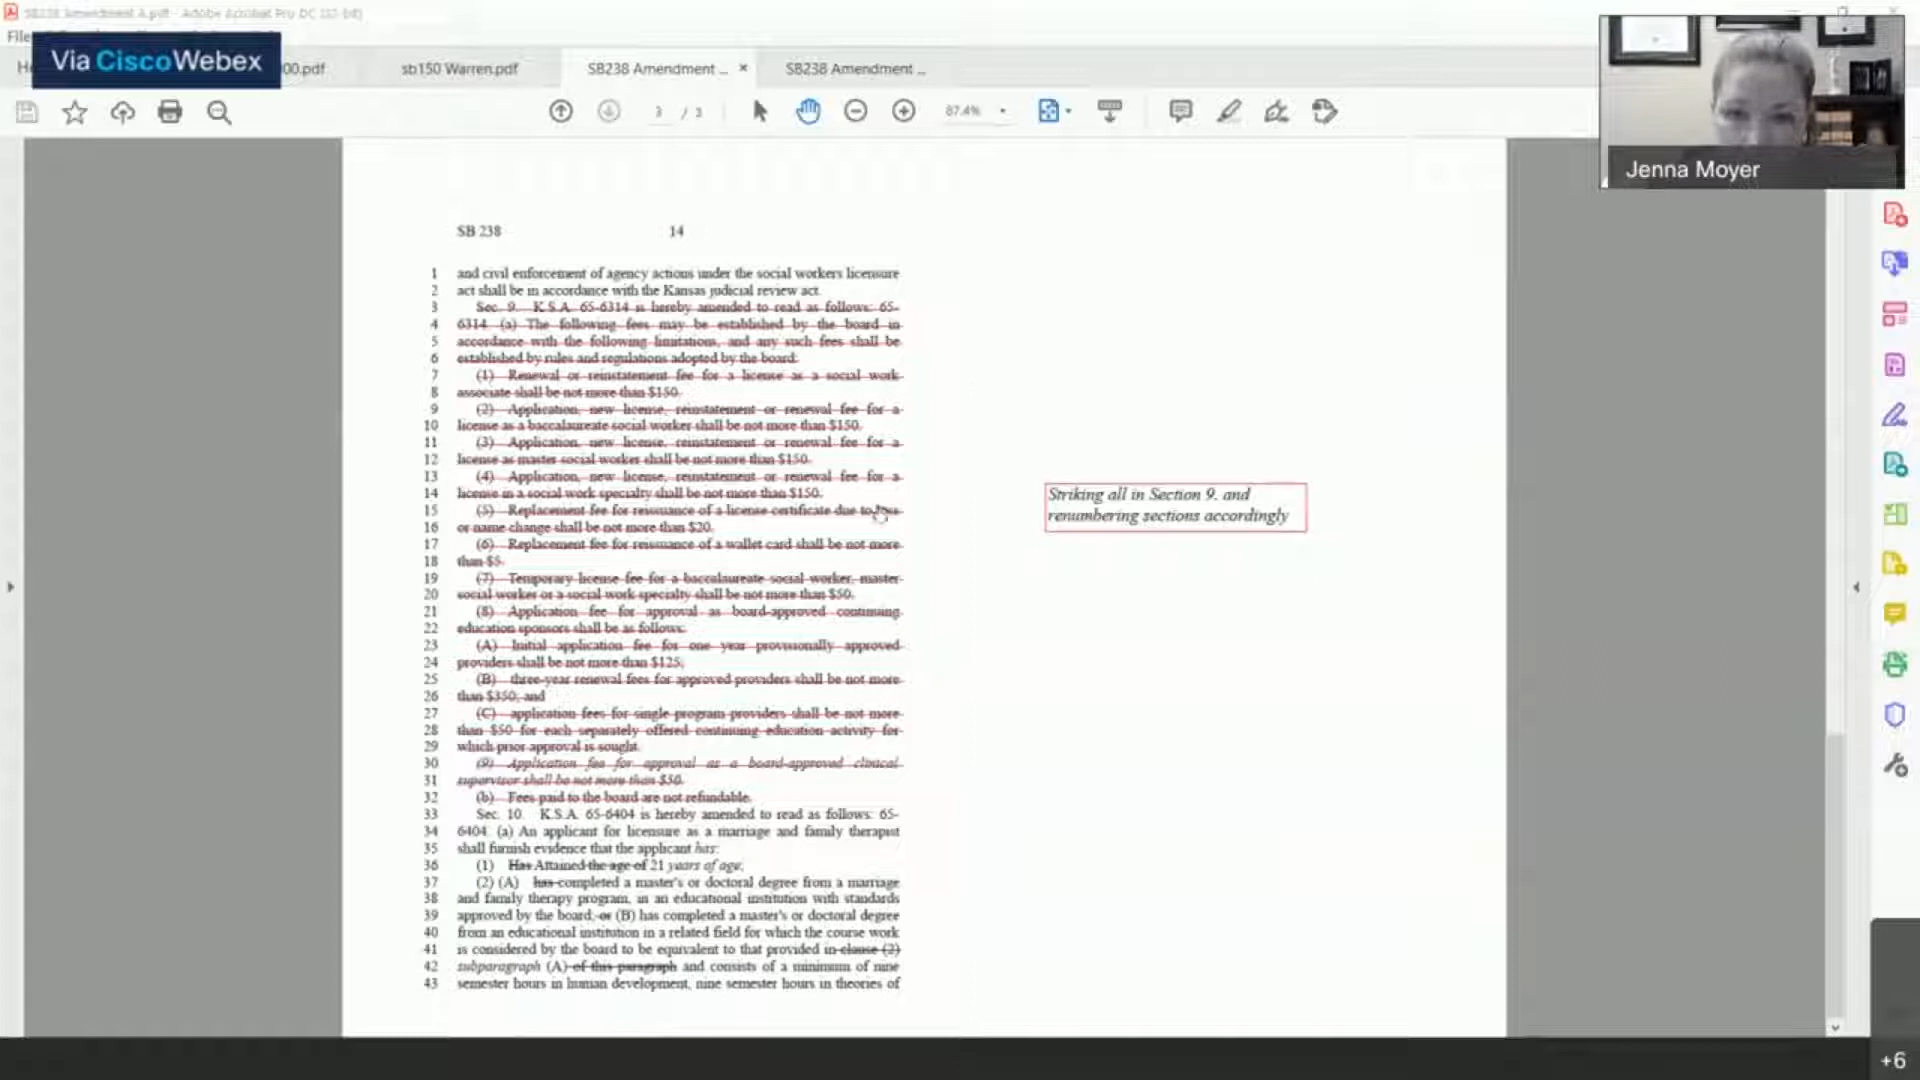 SB238 Amendment A.pdf - Adobe Acrobat Pro DC (32-bit)
File
Via CiscoWebex
00.pdf
sb150 Warren.pdf
SB238 Amendment ...
SB238 Amendment ...
3 / 3
87.4%
Jenna Moyer
SB 238 14
1 and civil enforcement of agency actions under the social workers licensure
2 act shall be in accordance with the Kansas judicial review act.
3 Sec. 9. K.S.A. 65-6314 is hereby amended to read as follows: 65-
4 6314. (a) The following fees may be established by the board in
5 accordance with the following limitations, and any such fees shall be
6 established by rules and regulations adopted by the board:
7 (1) Renewal or reinstatement fee for a license as a social work
8 associate shall be not more than $150.
9 (2) Application, new license, reinstatement or renewal fee for a
10 license as a baccalaureate social worker shall be not more than $150.
11 (3) Application, new license, reinstatement or renewal fee for a
12 license as master social worker shall be not more than $150.
13 (4) Application, new license, reinstatement or renewal fee for a
14 license in a social work specialty shall be not more than $150.
15 (5) Replacement fee for reissuance of a license certificate due to loss
16 or name change shall be not more than $20.
17 (6) Replacement fee for reissuance of a wallet card shall be not more
18 than $5.
19 (7) Temporary license fee for a baccalaureate social worker, master
20 social worker or a social work specialty shall be not more than $50.
21 (8) Application fee for approval as board-approved continuing
22 education sponsors shall be as follows:
23 (A) Initial application fee for one year provisionally approved
24 providers shall be not more than $125;
25 (B) three-year renewal fees for approved providers shall be not more
26 than $350; and
27 (C) application fees for single program providers shall be not more
28 than $50 for each separately offered continuing education activity for
29 which prior approval is sought.
30 (9) Application fee for approval as a board-approved clinical
31 supervisor shall be not more than $50.
32 (b) Fees paid to the board are not refundable.
33 Sec. 10. K.S.A. 65-6404 is hereby amended to read as follows: 65-
34 6404. (a) An applicant for licensure as a marriage and family therapist
35 shall furnish evidence that the applicant has:
36 (1) Has Attained the age of 21 years of age;
37 (2) (A) has completed a master's or doctoral degree from a marriage
38 and family therapy program, in an educational institution with standards
39 approved by the board; or (B) has completed a master's or doctoral degree
40 from an educational institution in a related field for which the course work
41 is considered by the board to be equivalent to that provided in clause (2)
42 subparagraph (A) of this paragraph and consists of a minimum of nine
43 semester hours in human development, nine semester hours in theories of
Striking all in Section 9. and
renumbering sections accordingly
+6